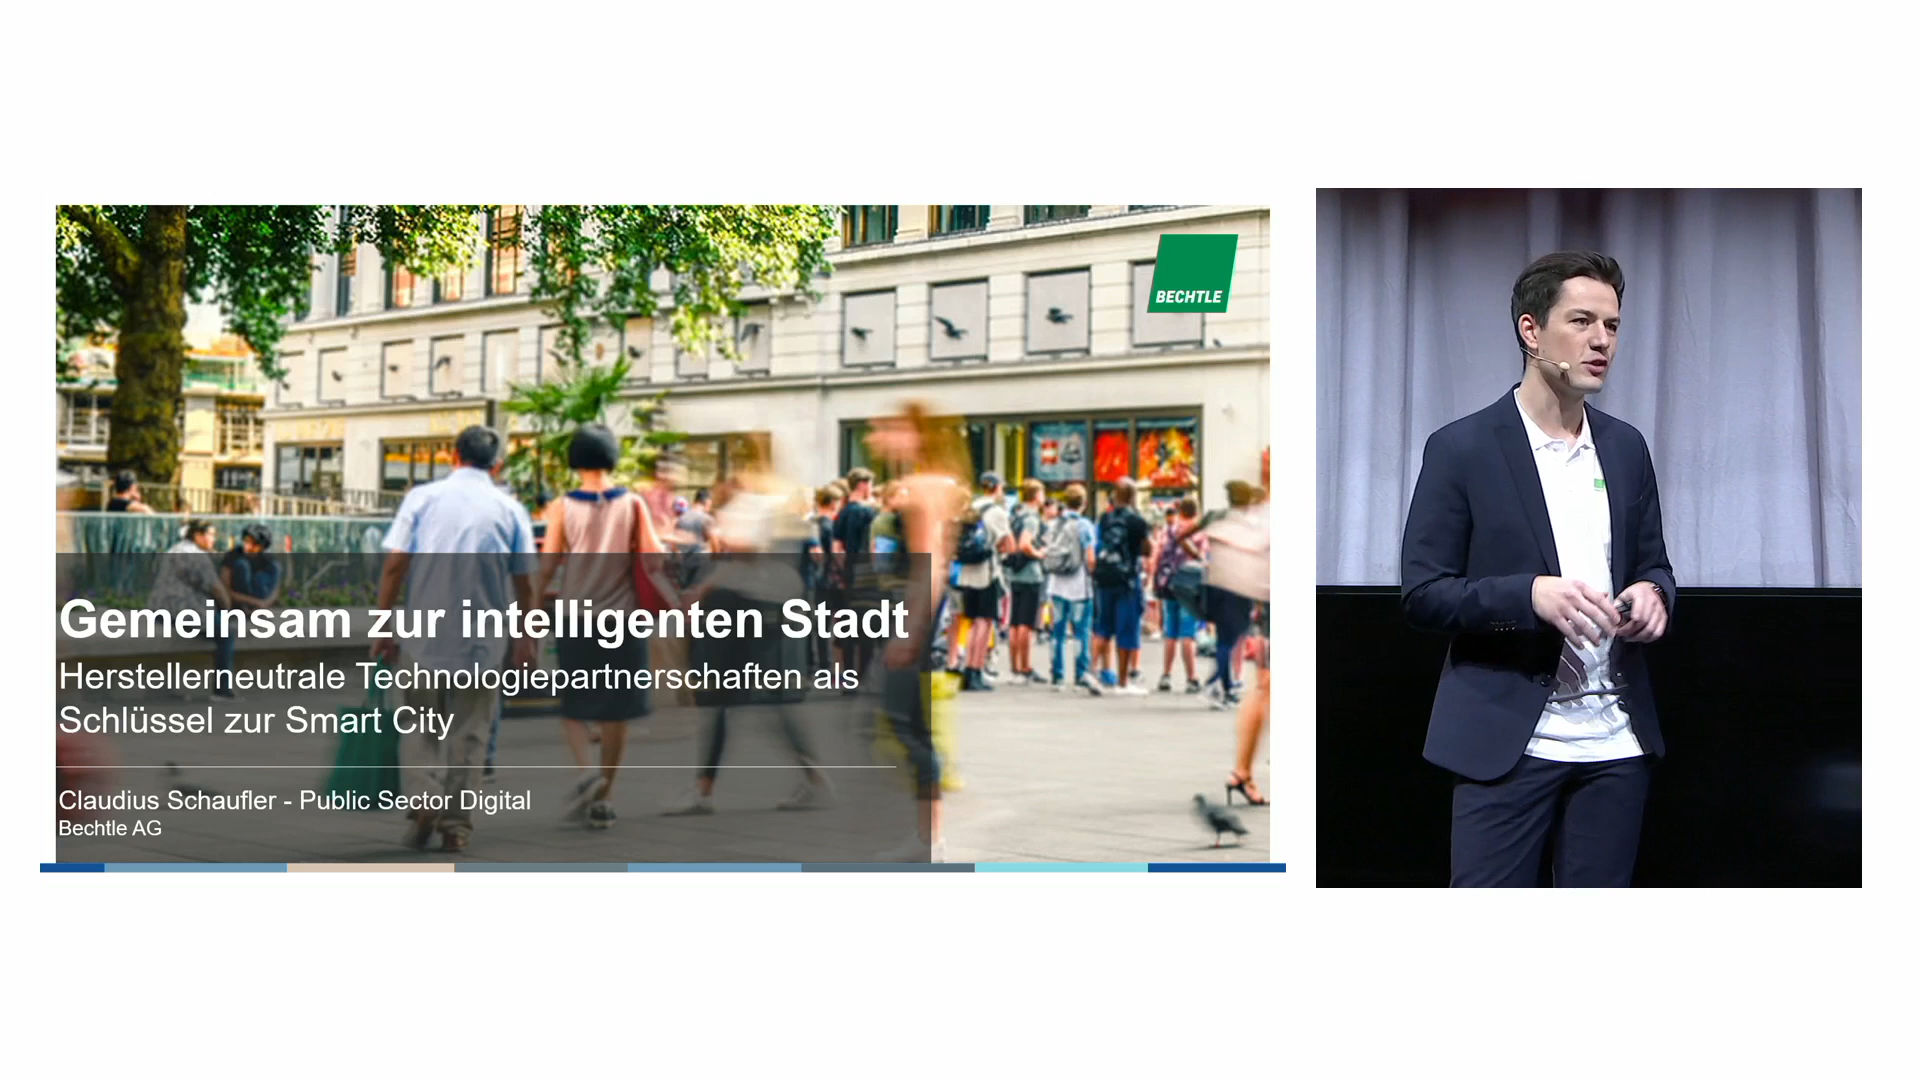 BECHTLE
Gemeinsam zur intelligenten Stadt
Herstellerneutrale Technologiepartnerschaften als
Schlüssel zur Smart City
Claudius Schaufler - Public Sector Digital
Bechtle AG